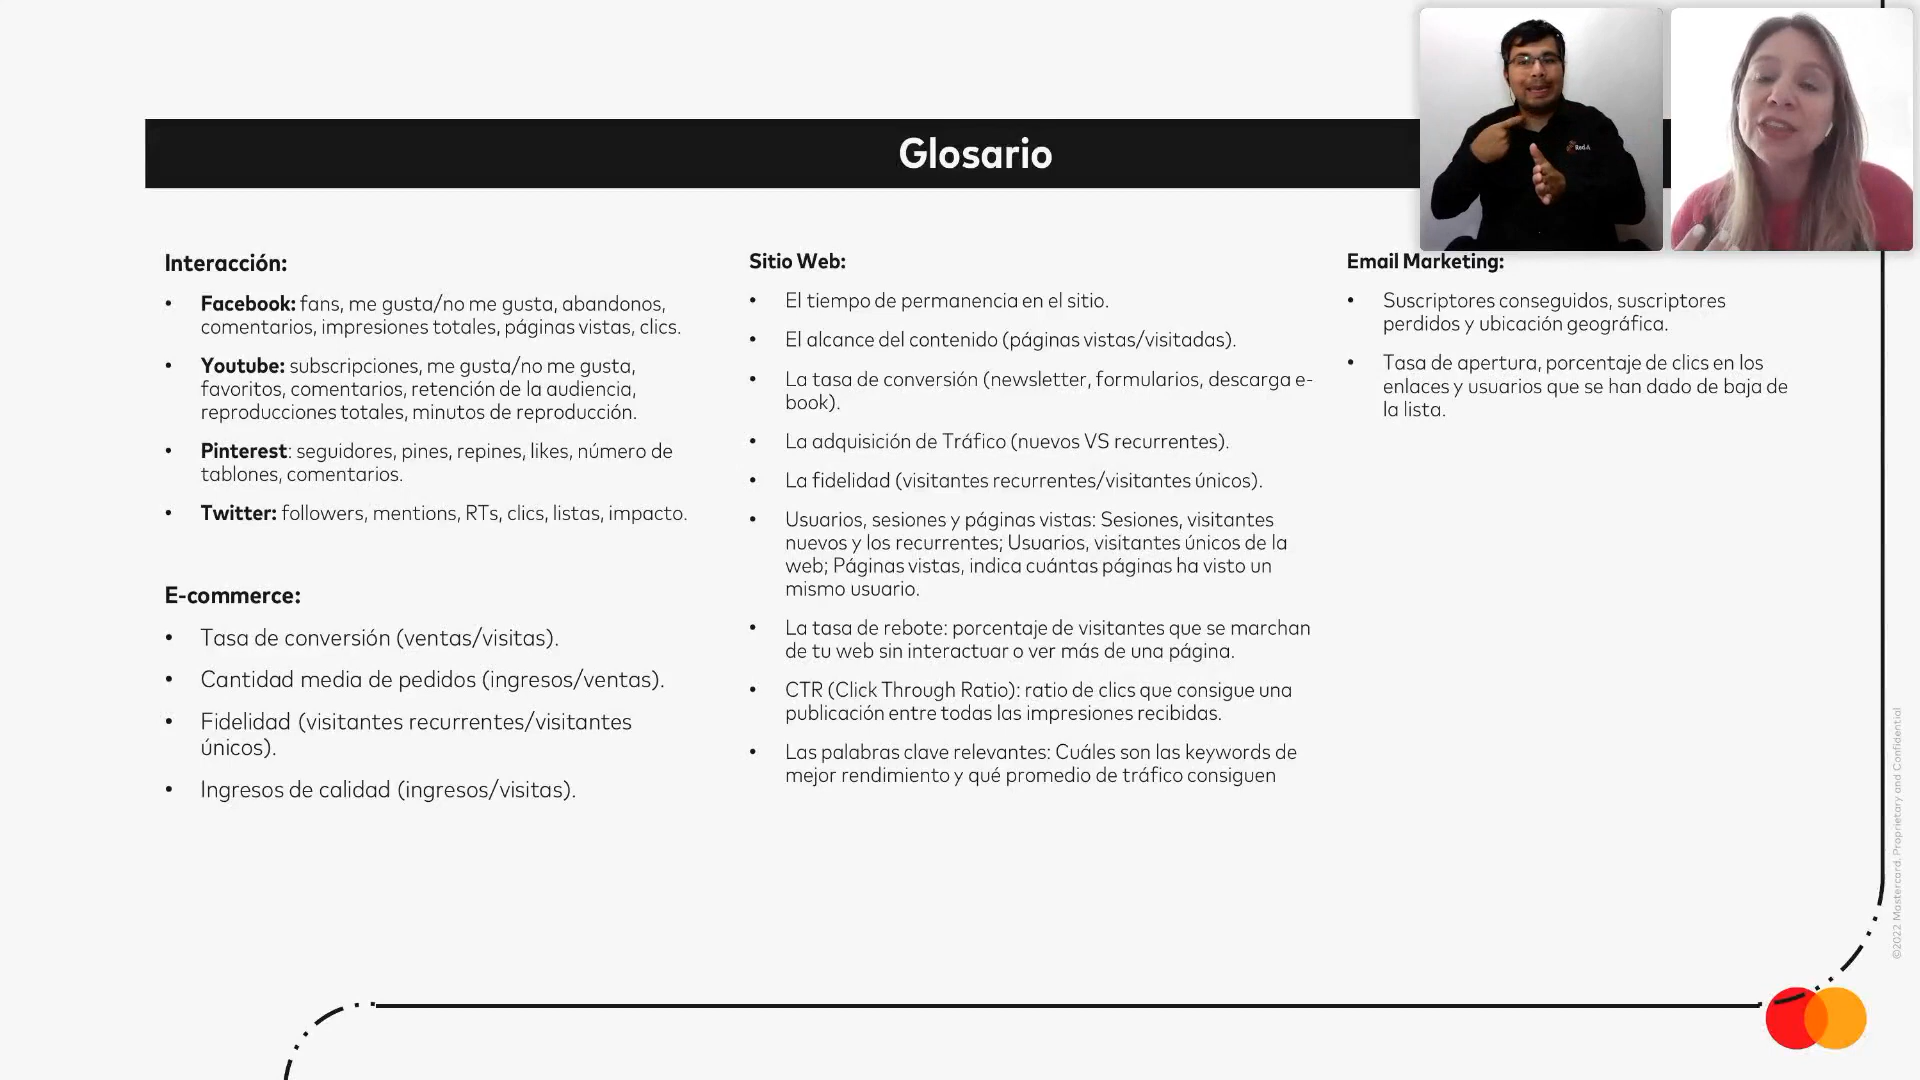 Glosario
Interacción:
• Facebook: fans, me gusta/no me gusta, abandonos,
comentarios, impresiones totales, páginas vistas, clics.
• Youtube: subscripciones, me gusta/no me gusta,
favoritos, comentarios, retención de la audiencia,
reproducciones totales, minutos de reproducción.
• Pinterest: seguidores, pines, repines, likes, número de
tablones, comentarios.
• Twitter: followers, mentions, RTs, clics, listas, impacto.
E-commerce:
• Tasa de conversión (ventas/visitas).
• Cantidad media de pedidos (ingresos/ventas).
• Fidelidad (visitantes recurrentes/visitantes
únicos).
• Ingresos de calidad (ingresos/visitas).
Sitio Web:
• El tiempo de permanencia en el sitio.
• El alcance del contenido (páginas vistas/visitadas).
• La tasa de conversión (newsletter, formularios, descarga e-
book).
• La adquisición de Tráfico (nuevos VS recurrentes).
• La fidelidad (visitantes recurrentes/visitantes únicos).
• Usuarios, sesiones y páginas vistas: Sesiones, visitantes
nuevos y los recurrentes; Usuarios, visitantes únicos de la
web; Páginas vistas, indica cuántas páginas ha visto un
mismo usuario.
• La tasa de rebote: porcentaje de visitantes que se marchan
de tu web sin interactuar o ver más de una página.
• CTR (Click Through Ratio): ratio de clics que consigue una
publicación entre todas las impresiones recibidas.
• Las palabras clave relevantes: Cuáles son las keywords de
mejor rendimiento y qué promedio de tráfico consiguen
Email Marketing:
• Suscriptores conseguidos, suscriptores
perdidos y ubicación geográfica.
• Tasa de apertura, porcentaje de clics en los
enlaces y usuarios que se han dado de baja de
la lista.
©2022 Mastercard. Proprietary and Confidential